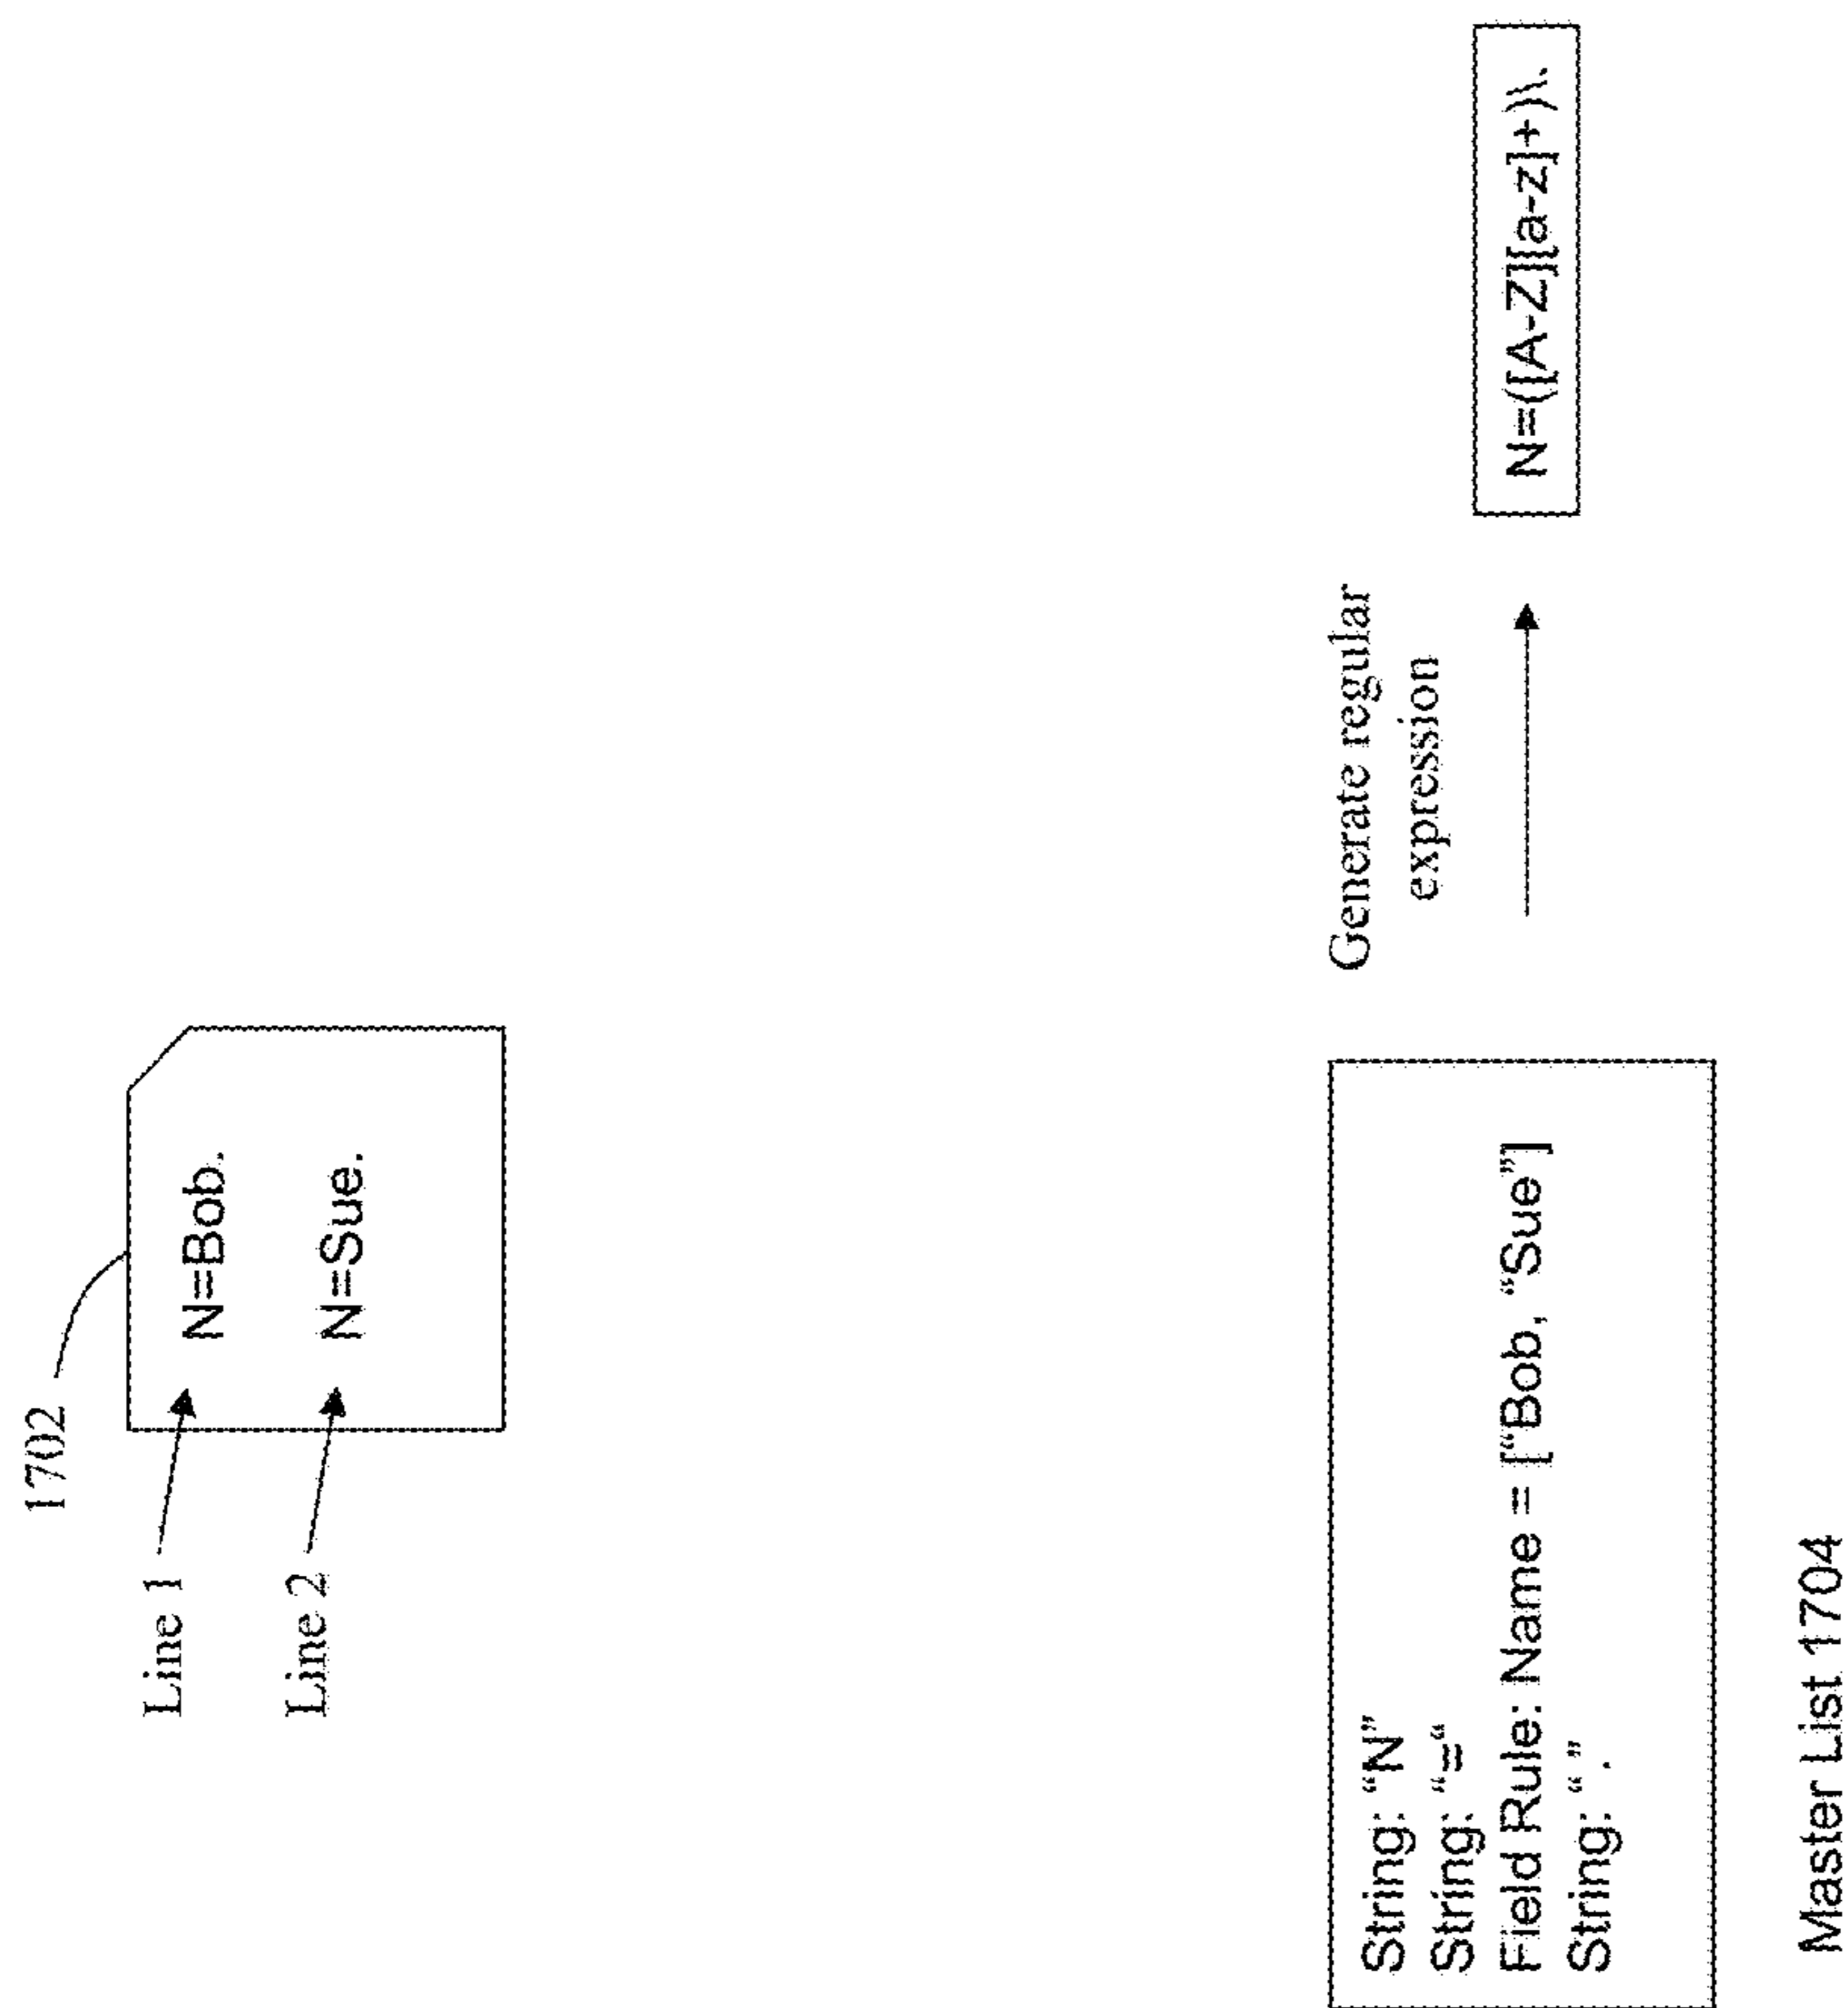 1702
Line 1
N=Bob.
Line 2
N=Sue.
String: “N”
String: “=“
Field Rule: Name = [“Bob, “Sue”]
String: “.”
Generate regular
expression
N=([A-Z][a-z]+)\.
Master List 1704